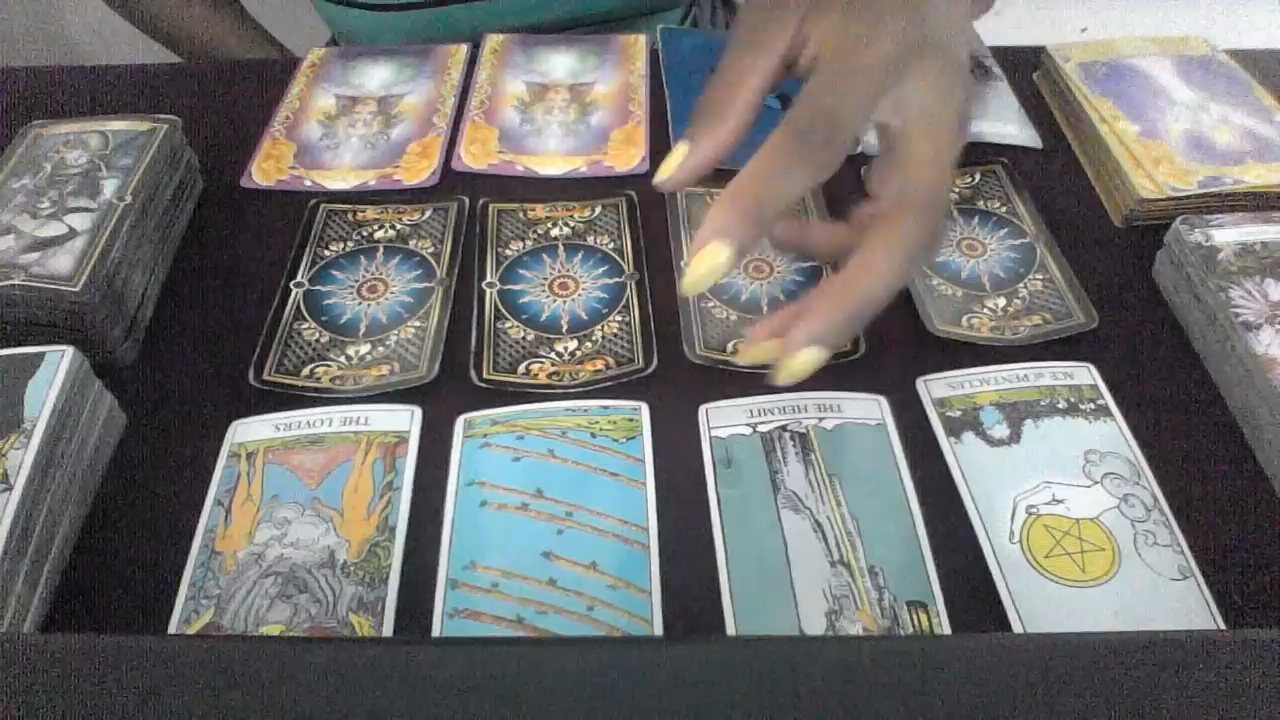 THE LOVERS.
THE HERMIT.
ACE of PENTACLES.